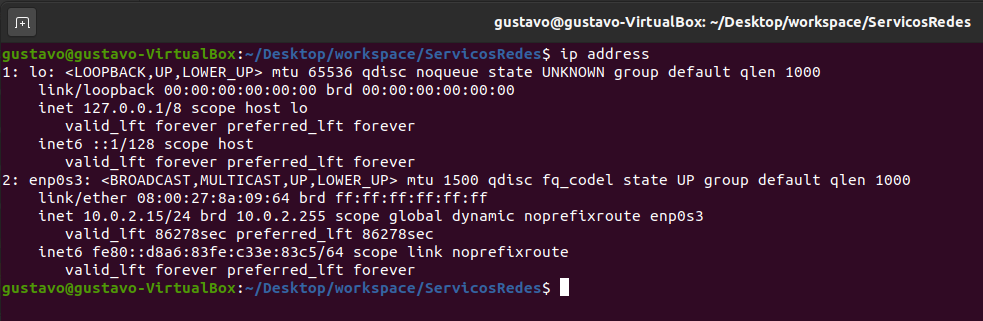 gustavo@gustavo-VirtualBox: ~/Desktop/workspace/ServicosRedes
gustavo@gustavo-VirtualBox:~/Desktop/workspace/ServicosRedes$ ip address
1: lo: <LOOPBACK,UP,LOWER_UP> mtu 65536 qdisc noqueue state UNKNOWN group default qlen 1000
    link/loopback 00:00:00:00:00:00 brd 00:00:00:00:00:00
    inet 127.0.0.1/8 scope host lo
       valid_lft forever preferred_lft forever
    inet6 ::1/128 scope host
       valid_lft forever preferred_lft forever
2: enp0s3: <BROADCAST,MULTICAST,UP,LOWER_UP> mtu 1500 qdisc fq_codel state UP group default qlen 1000
    link/ether 08:00:27:8a:09:64 brd ff:ff:ff:ff:ff:ff
    inet 10.0.2.15/24 brd 10.0.2.255 scope global dynamic noprefixroute enp0s3
       valid_lft 86278sec preferred_lft 86278sec
    inet6 fe80::d8a6:83fe:c33e:83c5/64 scope link noprefixroute
       valid_lft forever preferred_lft forever
gustavo@gustavo-VirtualBox:~/Desktop/workspace/ServicosRedes$